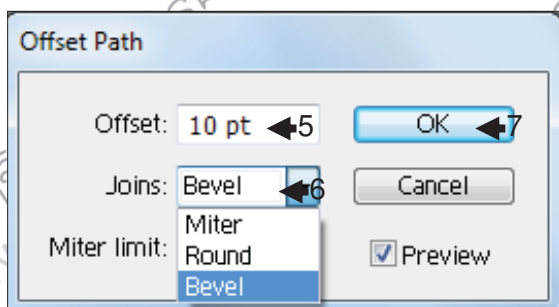 Offset Path
Offset: 10 pt 5 OK 7
Joins: Bevel 6 Cancel
Miter
Miter limit: Round Preview
Bevel